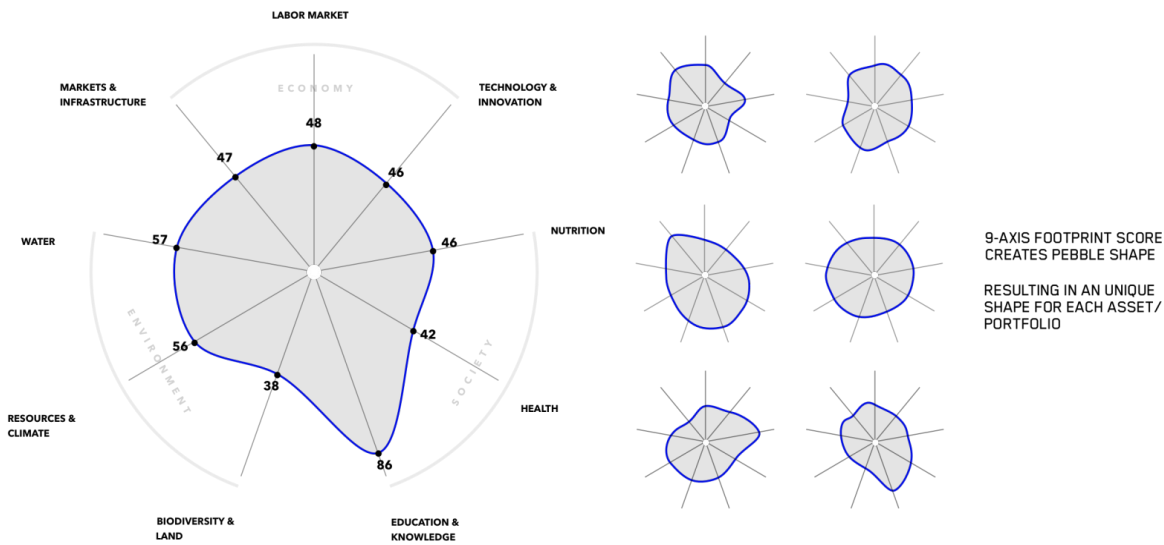 LABOR MARKET
MARKETS &
INFRASTRUCTURE
ECONOMY
TECHNOLOGY &
INNOVATION
48
47
46
WATER
57
46
NUTRITION
9-AXIS FOOTPRINT SCORE
CREATES PEBBLE SHAPE
RESULTING IN AN UNIQUE
SHAPE FOR EACH ASSET/
PORTFOLIO
ENVIRONMENT
56
42
SOCIETY
38
RESOURCES &
CLIMATE
HEALTH
86
BIODIVERSITY &
LAND
EDUCATION &
KNOWLEDGE